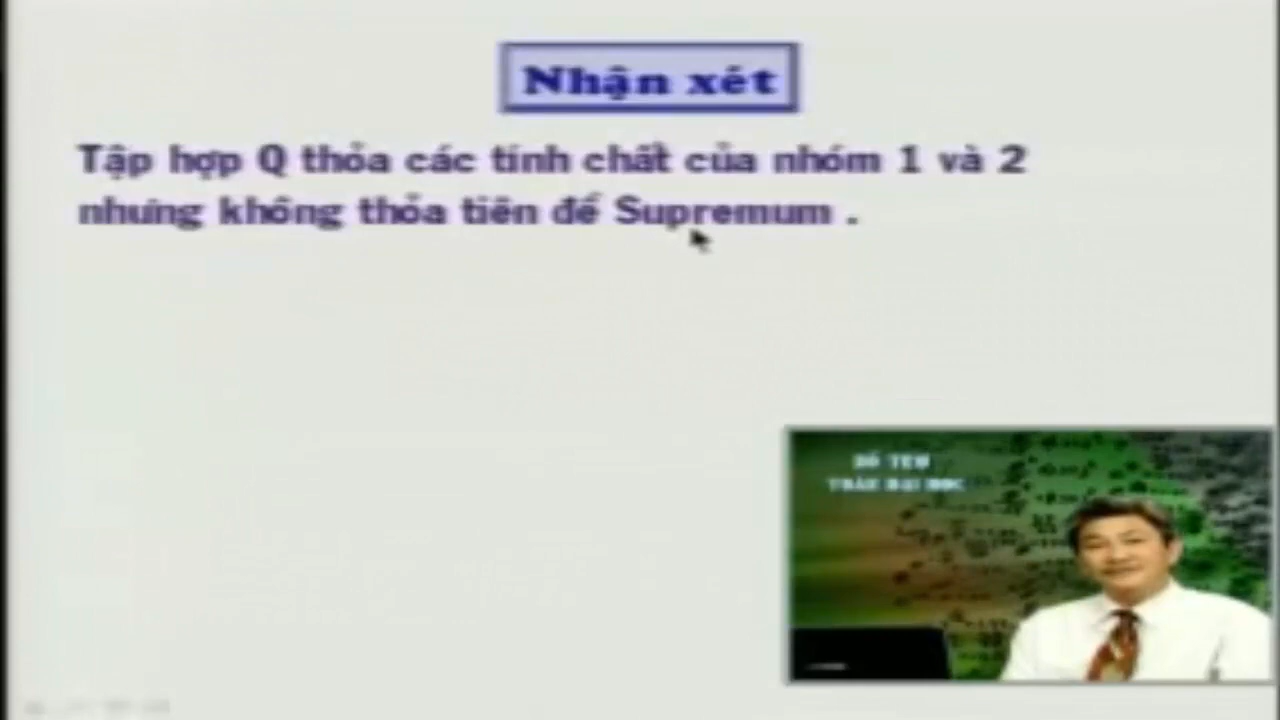 Nhận xét
Tập hợp Q thỏa các tính chất của nhóm 1 và 2
nhưng không thỏa tiên đề Supremum .